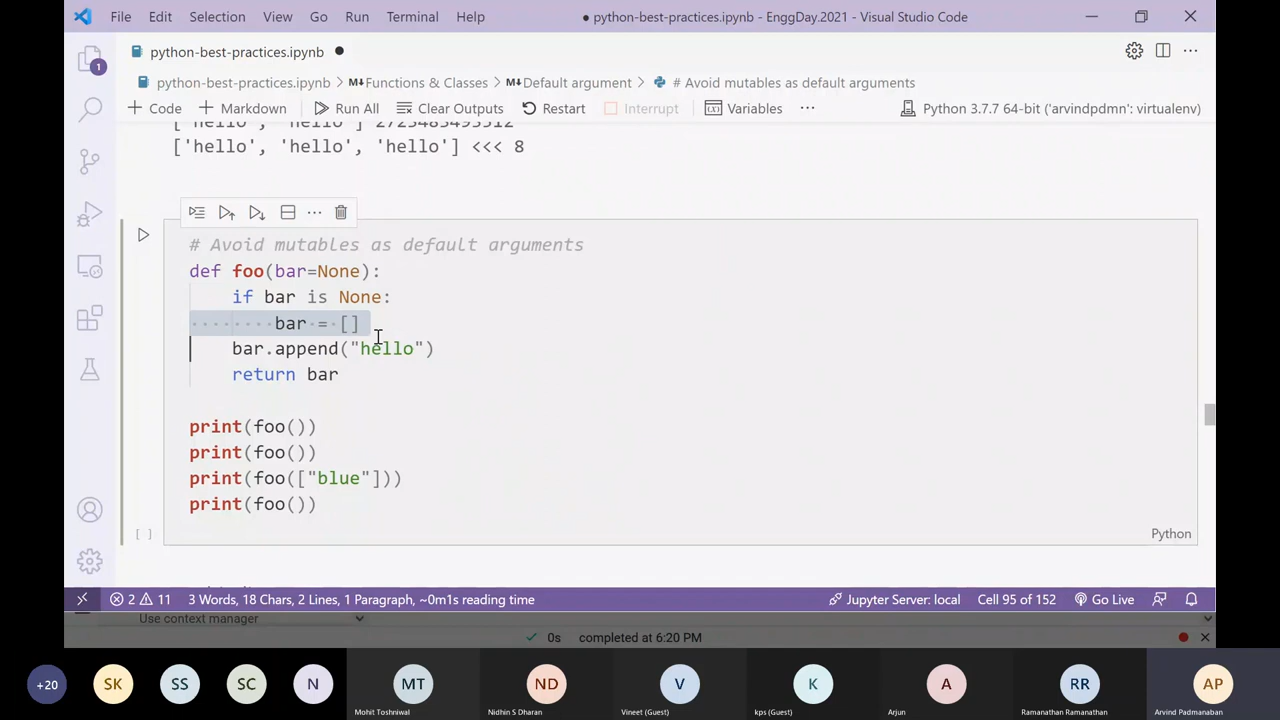 File Edit Selection View Go Run Terminal Help ● python-best-practices.ipynb - EnggDay.2021 - Visual Studio Code
python-best-practices.ipynb ●
python-best-practices.ipynb > M↓Functions & Classes > M↓Default argument > # Avoid mutables as default arguments
+ Code + Markdown Run All Clear Outputs Restart Interrupt Variables ··· Python 3.7.7 64-bit ('arvindpdmn': virtualenv)
['hello', 'hello'] 2723483493512
['hello', 'hello', 'hello'] <<< 8
# Avoid mutables as default arguments
def foo(bar=None):
    if bar is None:
        bar = []
    bar.append("hello")
    return bar
print(foo())
print(foo())
print(foo(["blue"]))
print(foo())
[ ] Python
1
2 11 3 Words, 18 Chars, 2 Lines, 1 Paragraph, ~0m1s reading time Jupyter Server: local Cell 95 of 152 Go Live
Use context manager
0s completed at 6:20 PM
+20 SK SS SC N MT ND V K A RR AP
Mohit Toshniwal Nidhin S Dharan Vineet (Guest) kps (Guest) Arjun Ramanathan Ramanathan Arvind Padmanaban